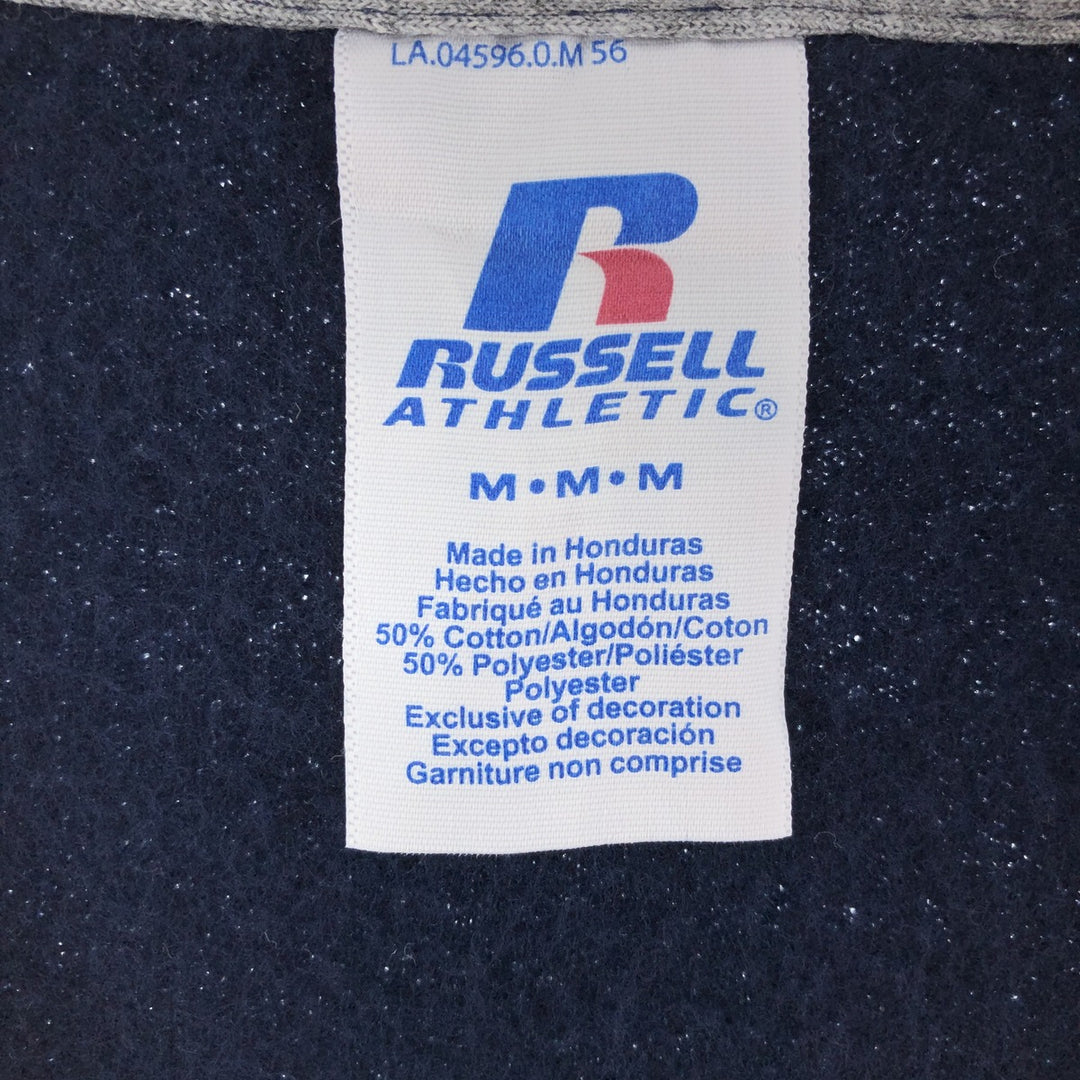 LA.04596.0.M 56
R
RUSSELL
ATHLETIC®
M•M•M
Made in Honduras
Hecho en Honduras
Fabriqué au Honduras
50% Cotton/Algodón/Coton
50% Polyester/Poliéster
Polyester
Exclusive of decoration
Excepto decoración
Garniture non comprise